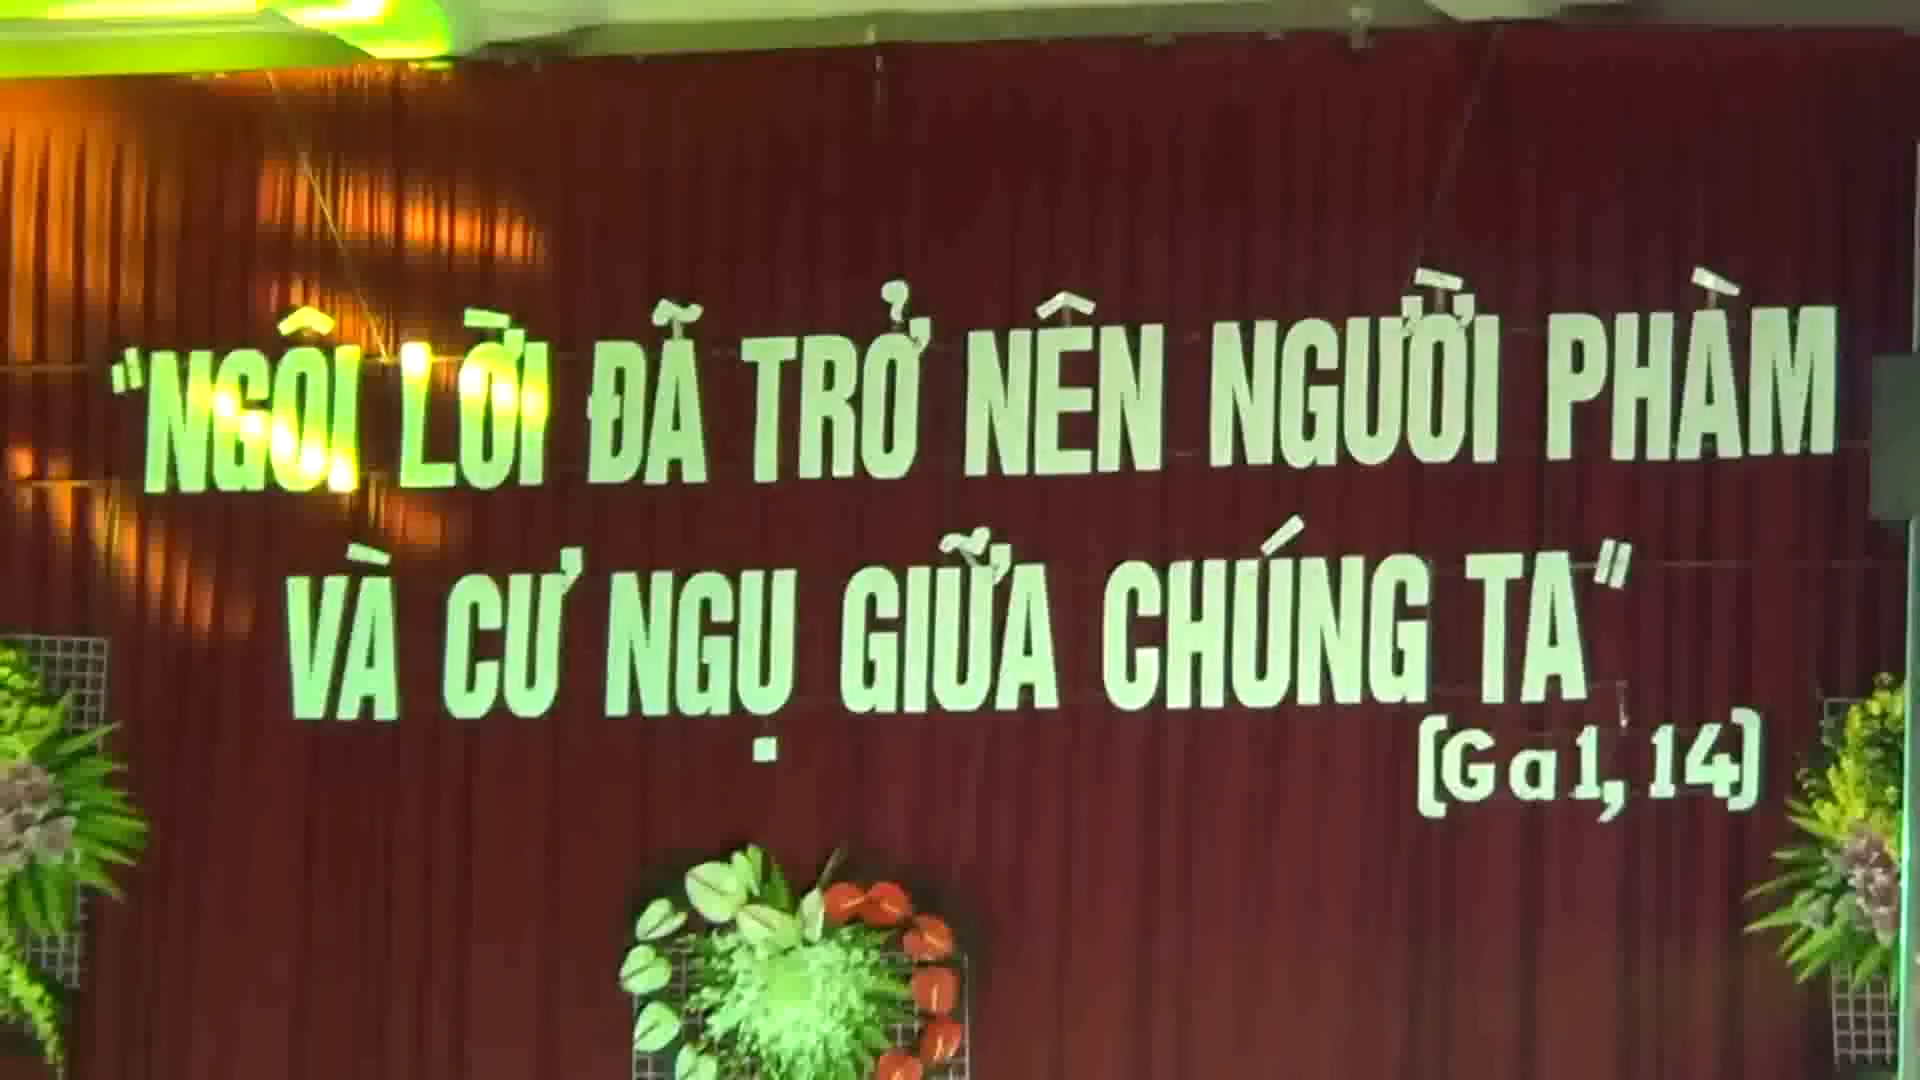 "NGÔI LỜI ĐÃ TRỞ NÊN NGƯỜI PHÀM
VÀ CƯ NGỤ GIỮA CHÚNG TA"
(Ga 1, 14)